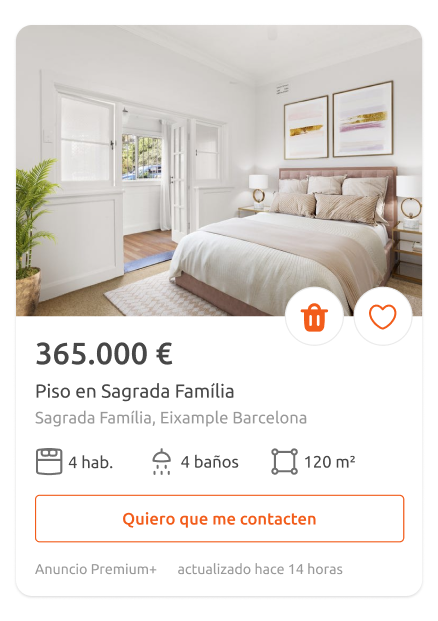 365.000 €
Piso en Sagrada Família
Sagrada Família, Eixample Barcelona
4 hab. 4 baños 120 m²
Quiero que me contacten
Anuncio Premium+ actualizado hace 14 horas